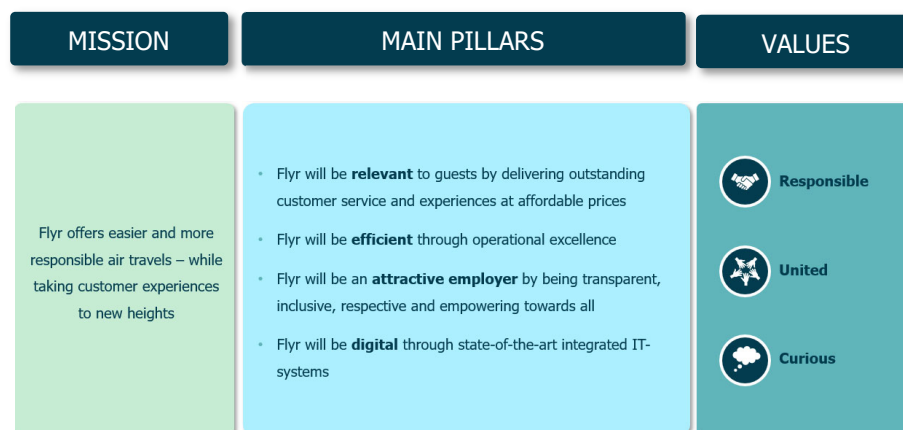 MISSION
MAIN PILLARS
VALUES
Flyr offers easier and more
responsible air travels – while
taking customer experiences
to new heights
• Flyr will be relevant to guests by delivering outstanding
customer service and experiences at affordable prices
• Flyr will be efficient through operational excellence
• Flyr will be an attractive employer by being transparent,
inclusive, respective and empowering towards all
• Flyr will be digital through state-of-the-art integrated IT-
systems
Responsible
United
Curious